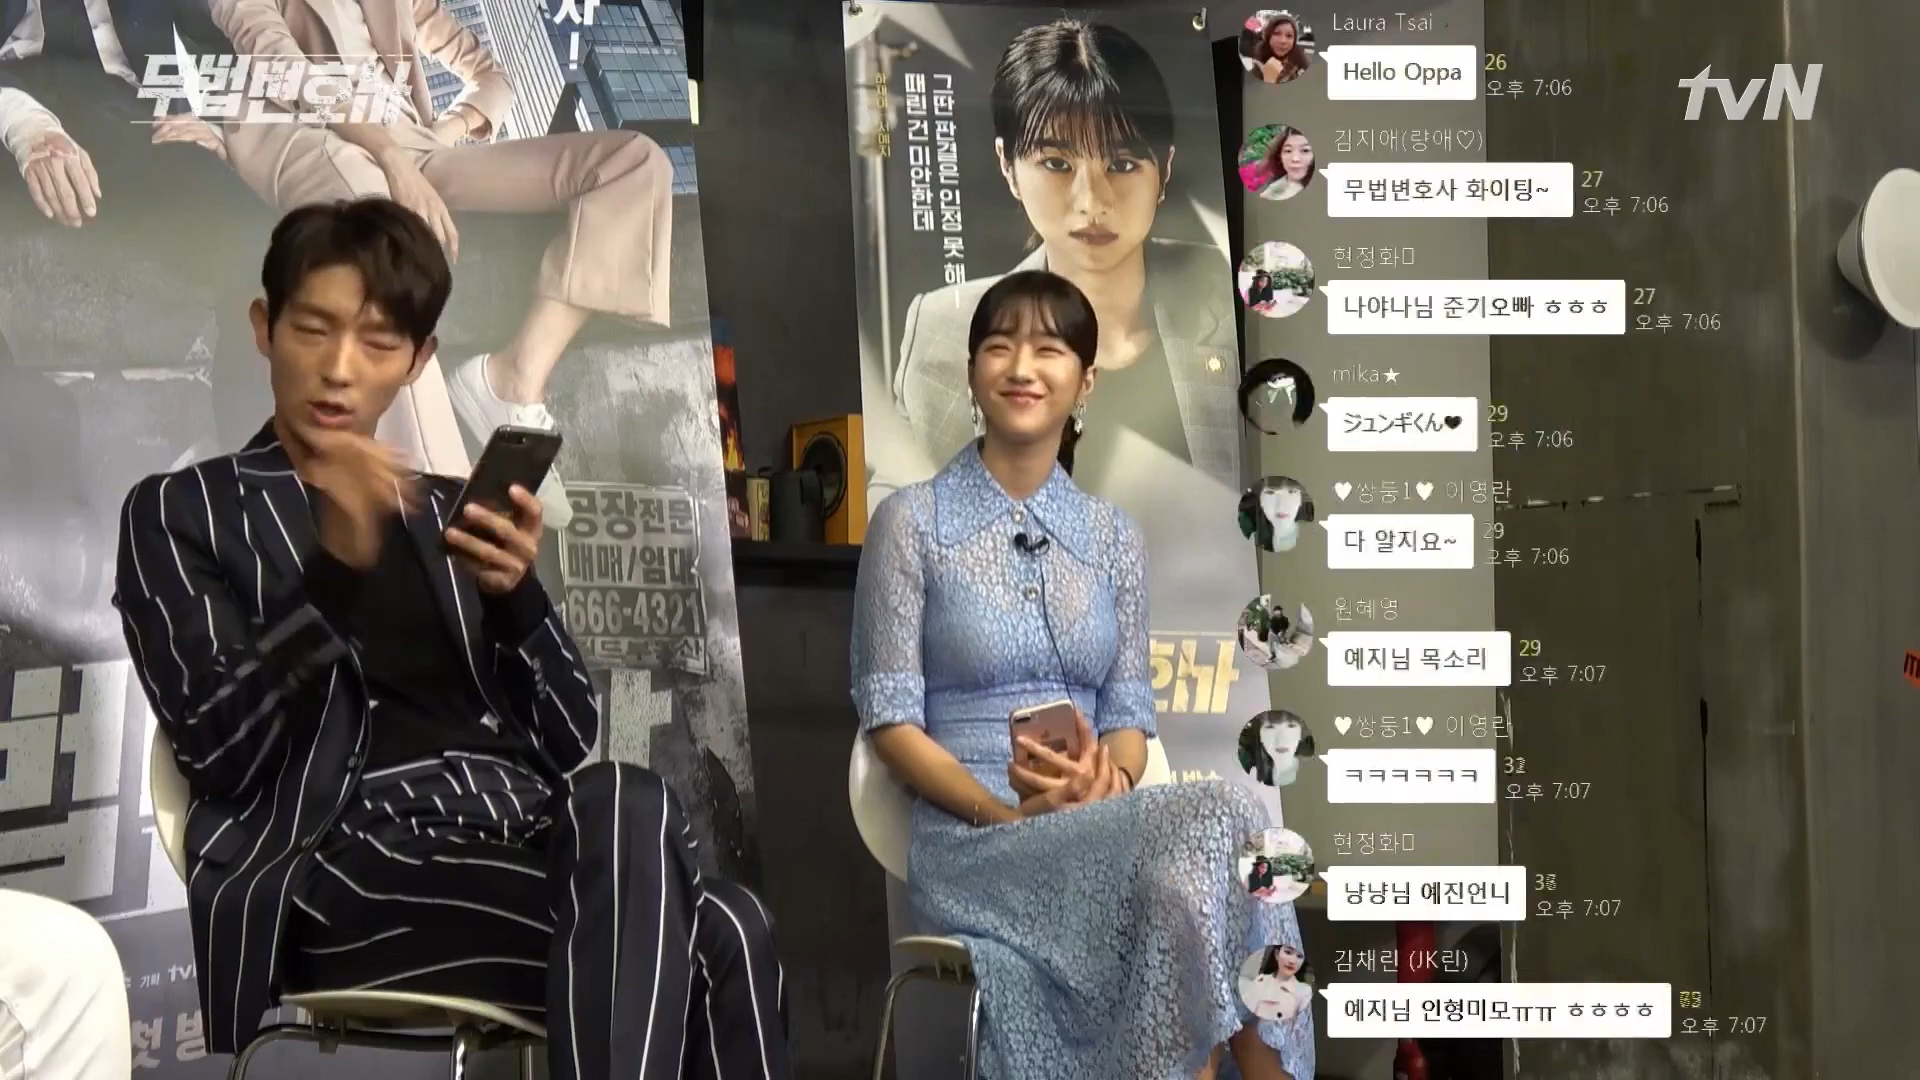 사!
무법변호사
tvN
그딴 판결은 인정 못 해!
때린 건 미안한데
공장전문
매매/임대
666-4321
호사
기획 tvN
첫 방
Laura Tsai
Hello Oppa
26
오후 7:06
김지애(량애♡)
무법변호사 화이팅~
27
오후 7:06
현정화
나야나님 준기오빠 ㅎㅎㅎ
27
오후 7:06
mika★
ジュンギくん♥
29
오후 7:06
♥쌍둥1♥ 이영란
다 알지요~
29
오후 7:06
원혜영
예지님 목소리
29
오후 7:07
♥쌍둥1♥ 이영란
ㅋㅋㅋㅋㅋㅋ
오후 7:07
현정화
냥냥님 예진언니
오후 7:07
김채린 (JK린)
예지님 인형미모ㅠㅠ ㅎㅎㅎㅎ
오후 7:07